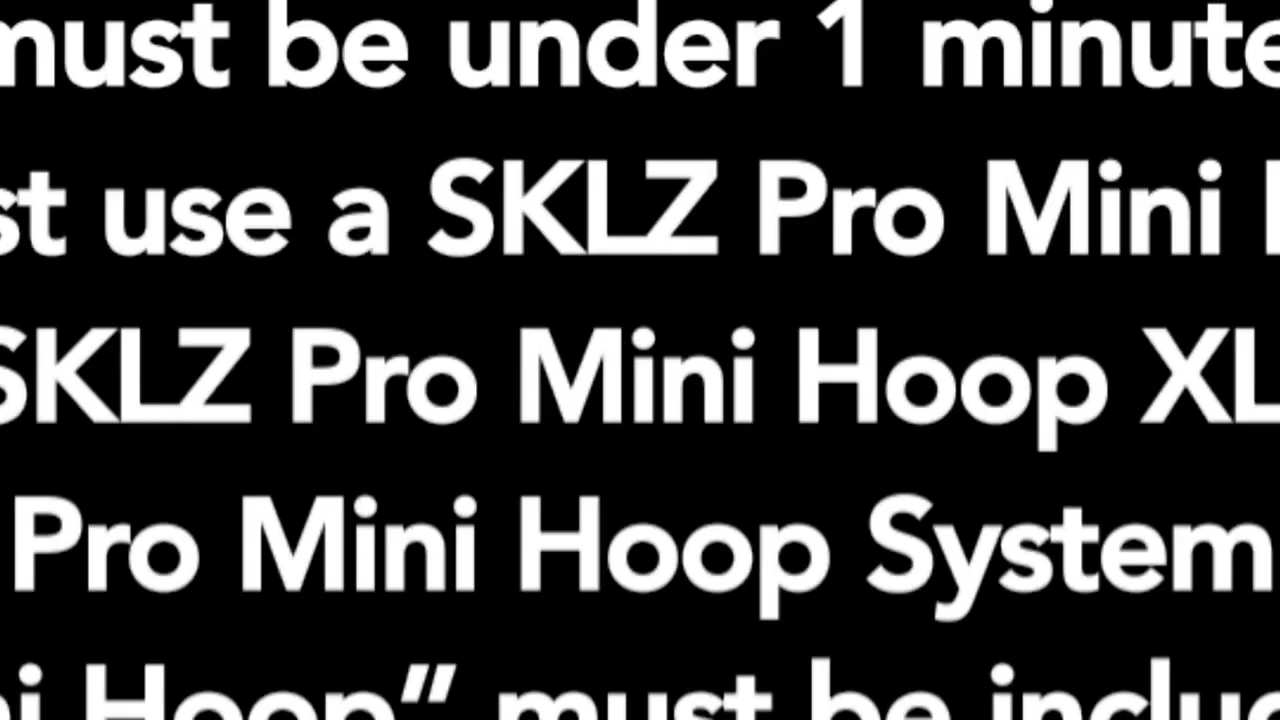 must be under 1 minute
st use a SKLZ Pro Mini
SKLZ Pro Mini Hoop XL
Pro Mini Hoop System
ni Hoop” must be includ